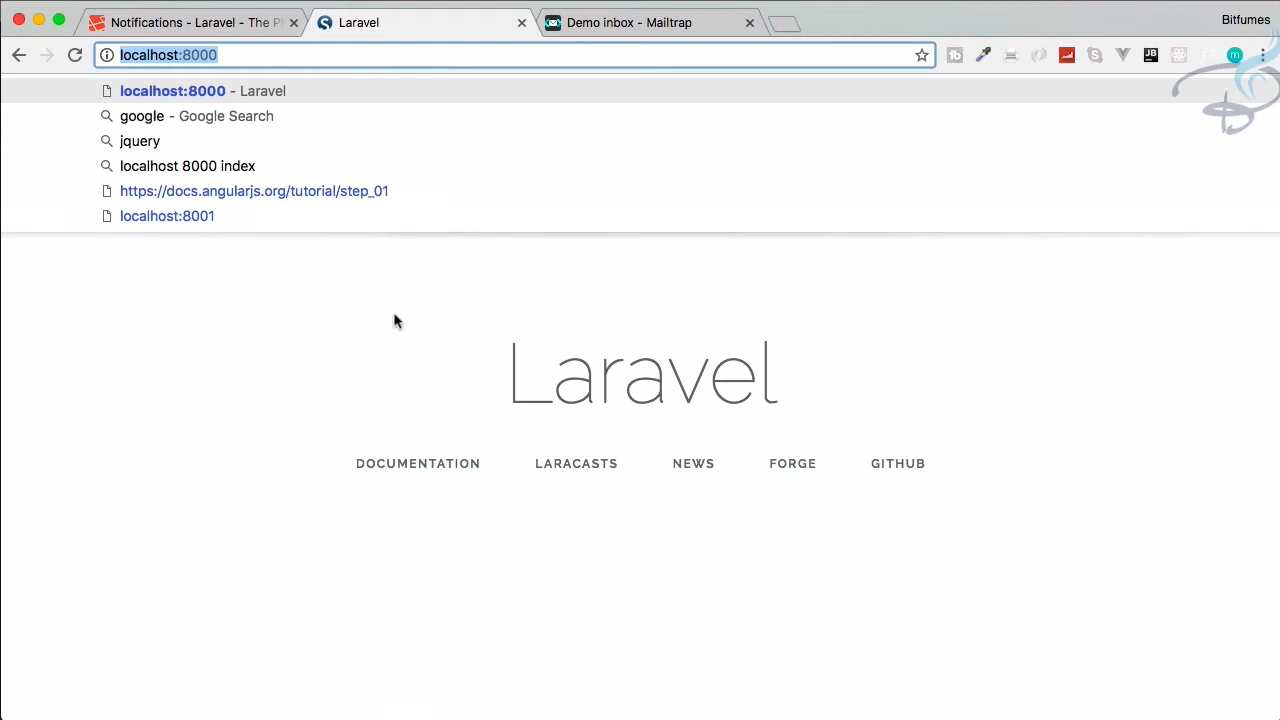 Notifications - Laravel - The P
Laravel
Demo inbox - Mailtrap
Bitfumes
localhost:8000
localhost:8000 - Laravel
google - Google Search
jquery
localhost 8000 index
https://docs.angularjs.org/tutorial/step_01
localhost:8001
Laravel
DOCUMENTATION
LARACASTS
NEWS
FORGE
GITHUB